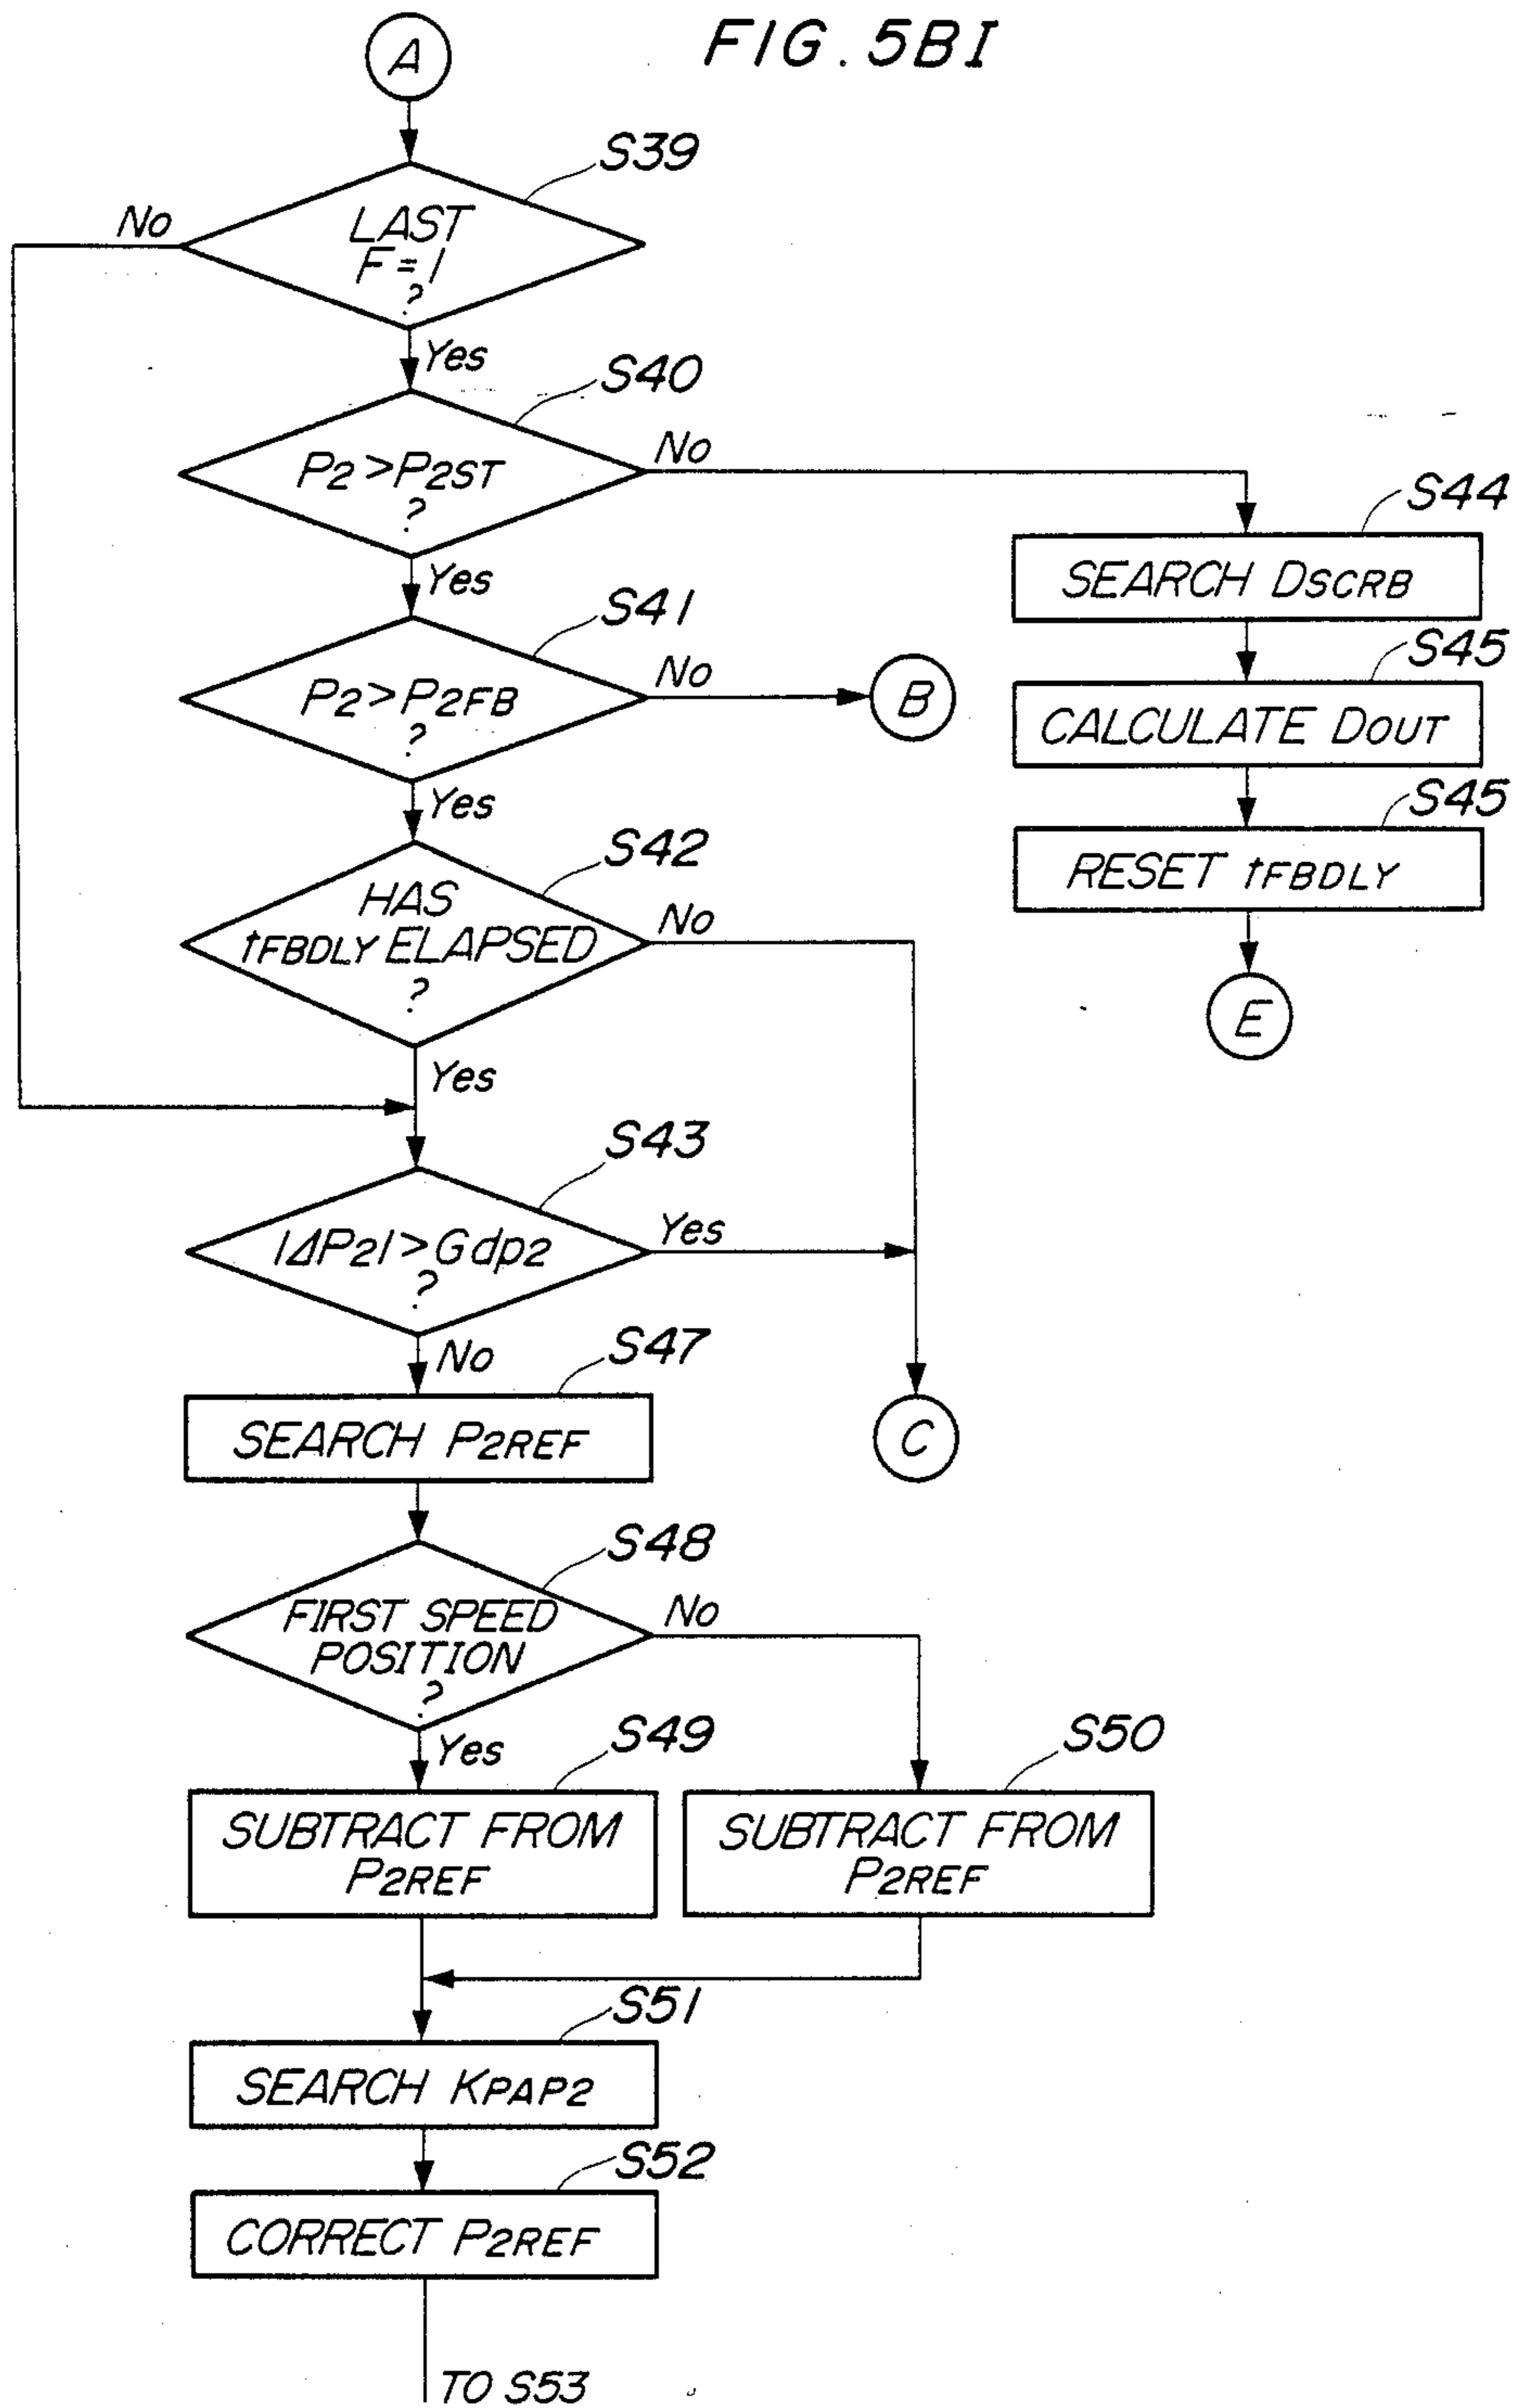 FIG. 5BI
A
S39
No
LAST
F=1
?
Yes
S40
P2>P2ST
?
No
Yes
S44
SEARCH DSCRB
S41
P2>P2FB
?
No
B
S45
CALCULATE DOUT
Yes
S45
RESET tFBDLY
S42
HAS
tFBDLY ELAPSED
?
No
E
Yes
S43
|ΔP2|>Gdp2
?
Yes
No
S47
SEARCH P2REF
C
S48
FIRST SPEED
POSITION
?
No
Yes
S49
SUBTRACT FROM
P2REF
S50
SUBTRACT FROM
P2REF
S51
SEARCH KPAP2
S52
CORRECT P2REF
TO S53